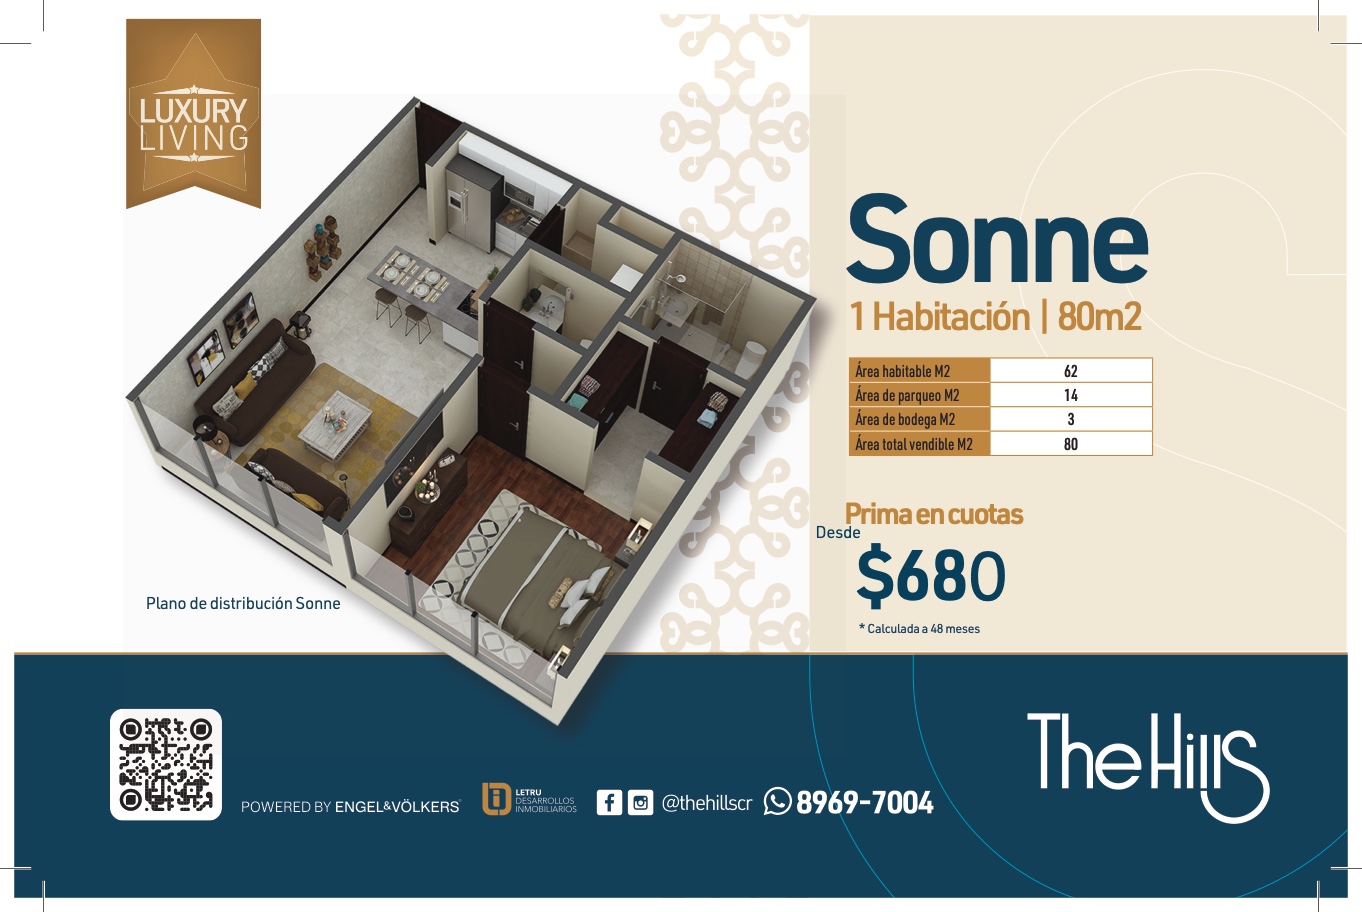 LUXURY
LIVING
Sonne
1 Habitación | 80m2
Área habitable M2 62
Área de parqueo M2 14
Área de bodega M2 3
Área total vendible M2 80
Prima en cuotas
Desde
$680
* Calculada a 48 meses
Plano de distribución Sonne
The Hills
POWERED BY ENGEL&VÖLKERS
LETRU
DESARROLLOS
INMOBILIARIOS
@thehillscr
8969-7004